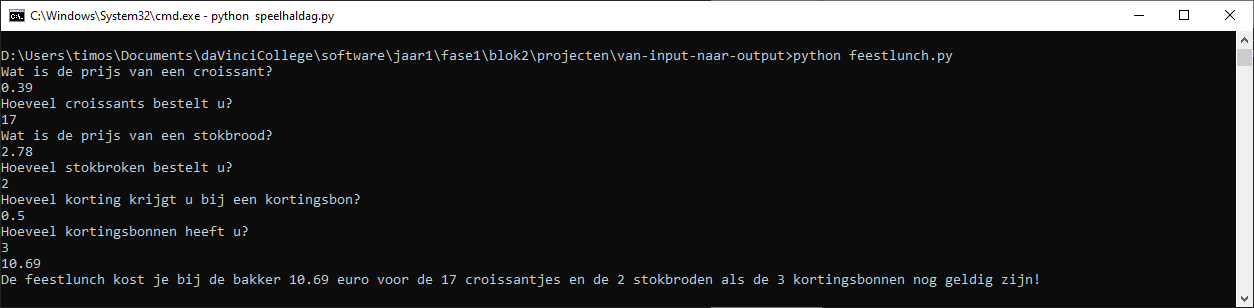 C:\Windows\System32\cmd.exe - python  speelhaldag.py
D:\Users\timos\Documents\daVinciCollege\software\jaar1\fase1\blok2\projecten\van-input-naar-output>python feestlunch.py
Wat is de prijs van een croissant?
0.39
Hoeveel croissants bestelt u?
17
Wat is de prijs van een stokbrood?
2.78
Hoeveel stokbroken bestelt u?
2
Hoeveel korting krijgt u bij een kortingsbon?
0.5
Hoeveel kortingsbonnen heeft u?
3
10.69
De feestlunch kost je bij de bakker 10.69 euro voor de 17 croissantjes en de 2 stokbroden als de 3 kortingsbonnen nog geldig zijn!